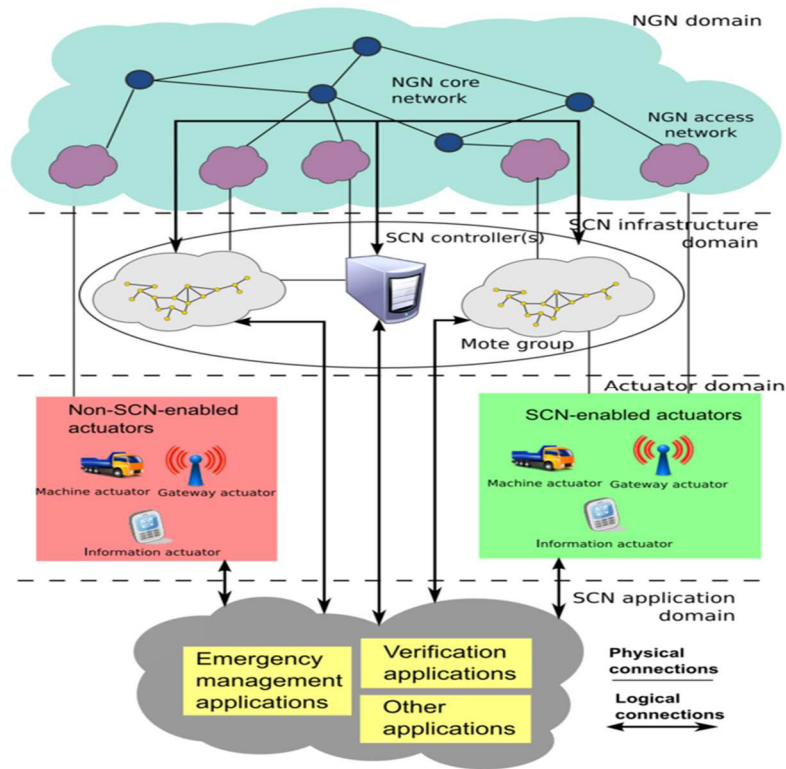 NGN domain
NGN core
network
NGN access
network
SCN infrastructure
domain
SCN controller(s)
Mote group
Actuator domain
Non-SCN-enabled
actuators
Machine actuator
Gateway actuator
Information actuator
SCN-enabled actuators
Machine actuator
Gateway actuator
Information actuator
SCN application
domain
Emergency
management
applications
Verification
applications
Other
applications
Physical
connections
Logical
connections